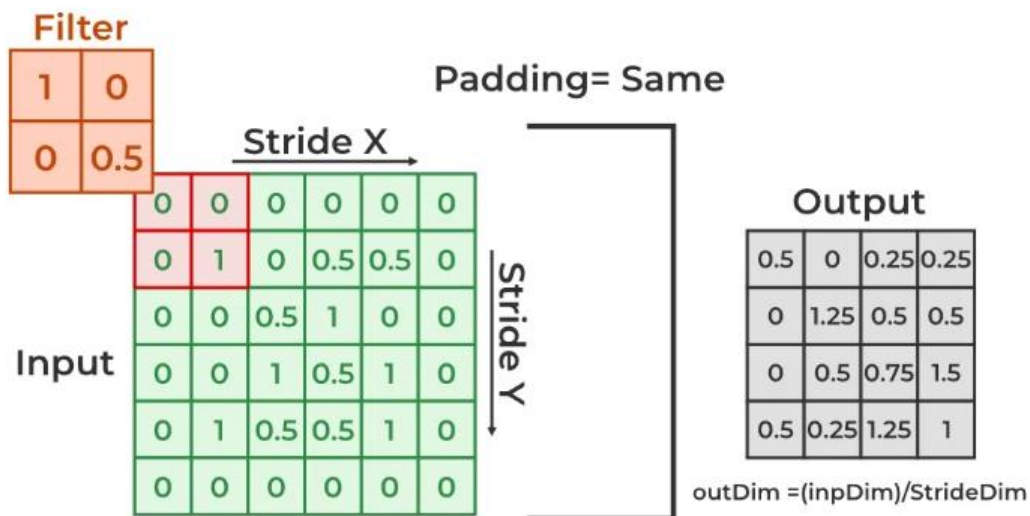 Filter
1 0
0 0.5
Padding= Same
Stride X
0 0 0 0 0 0
0 1 0 0.5 0.5 0
0 0 0.5 1 0 0
0 0 1 0.5 1 0
0 1 0.5 0.5 1 0
0 0 0 0 0 0
Input
Stride Y
Output
0.5 0 0.25 0.25
0 1.25 0.5 0.5
0 0.5 0.75 1.5
0.5 0.25 1.25 1
outDim =(inpDim)/StrideDim